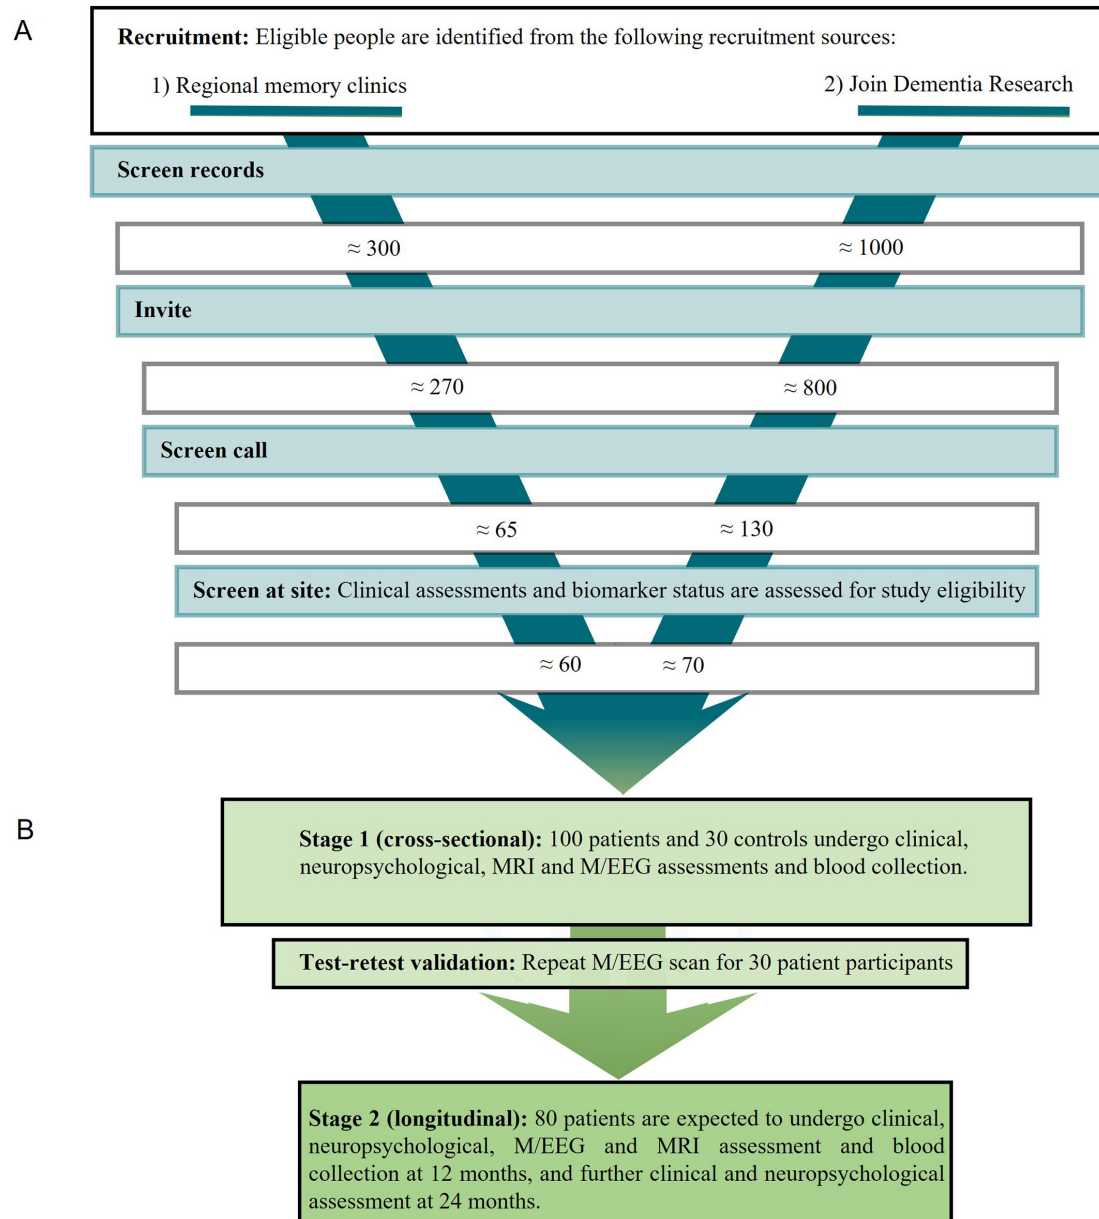 A
Recruitment: Eligible people are identified from the following recruitment sources:
1) Regional memory clinics
2) Join Dementia Research
Screen records
≈ 300
≈ 1000
Invite
≈ 270
≈ 800
Screen call
≈ 65
≈ 130
Screen at site: Clinical assessments and biomarker status are assessed for study eligibility
≈ 60
≈ 70
B
Stage 1 (cross-sectional): 100 patients and 30 controls undergo clinical,
neuropsychological, MRI and M/EEG assessments and blood collection.
Test-retest validation: Repeat M/EEG scan for 30 patient participants
Stage 2 (longitudinal): 80 patients are expected to undergo clinical,
neuropsychological, M/EEG and MRI assessment and blood
collection at 12 months, and further clinical and neuropsychological
assessment at 24 months.